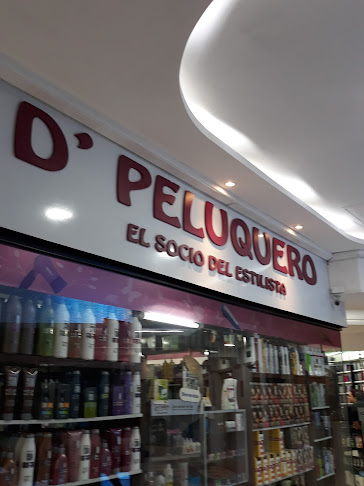 D' PELUQUERO
EL SOCIO DEL ESTILISTA